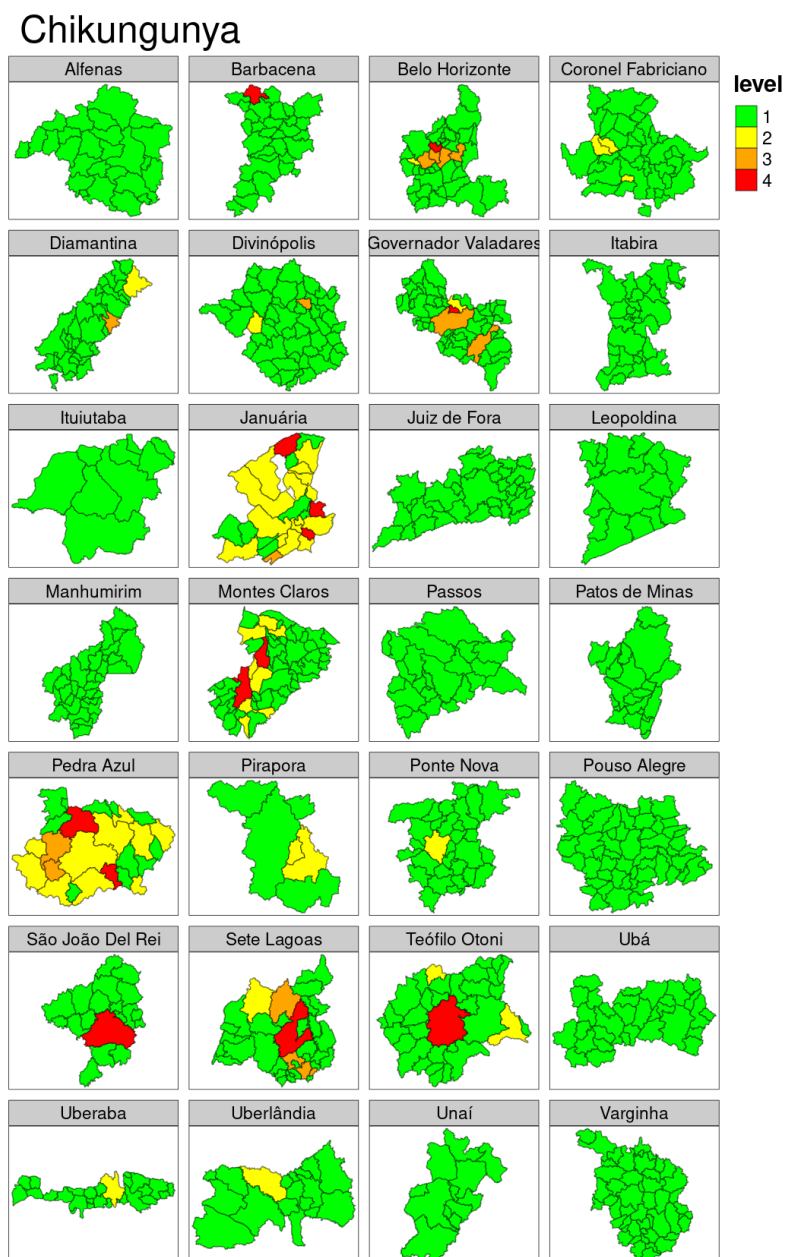 Chikungunya
Alfenas
Barbacena
Belo Horizonte
Coronel Fabriciano
level
1
2
3
4
Diamantina
Divinópolis
Governador Valadares
Itabira
Ituiutaba
Januária
Juiz de Fora
Leopoldina
Manhumirim
Montes Claros
Passos
Patos de Minas
Pedra Azul
Pirapora
Ponte Nova
Pouso Alegre
São João Del Rei
Sete Lagoas
Teófilo Otoni
Ubá
Uberaba
Uberlândia
Unaí
Varginha